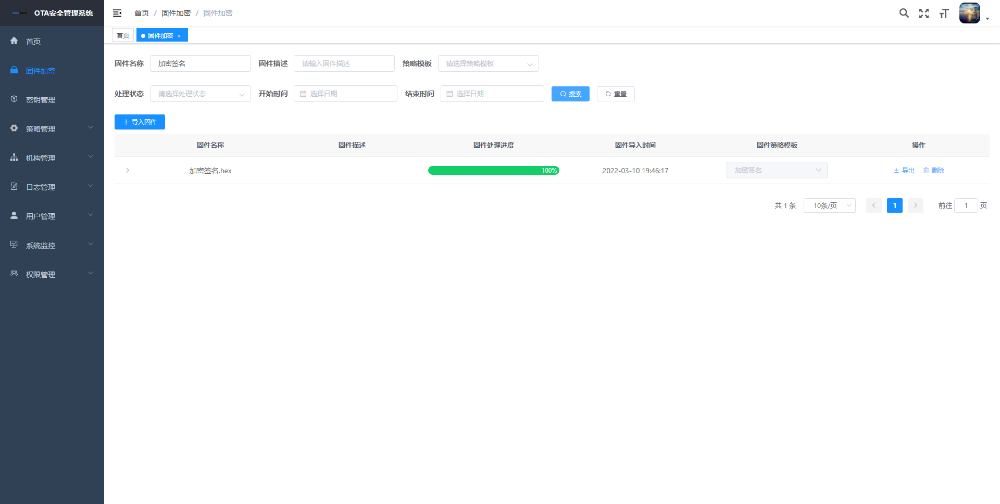 OTA安全管理系统
首页 / 固件加密 / 固件加密
首页
固件加密 ×
首页
固件加密
密钥管理
策略管理
机构管理
日志管理
用户管理
系统监控
权限管理
固件名称 加密签名 固件描述 请输入固件描述 策略模板 请选择策略模板
处理状态 请选择处理状态 开始时间 选择日期 结束时间 选择日期 搜索 重置
导入固件
固件名称 固件描述 固件处理进度 固件导入时间 固件策略模板 操作
加密签名.hex 100% 2022-03-10 19:46:17 加密签名 导出 删除
共 1 条 10条/页 1 前往 1 页